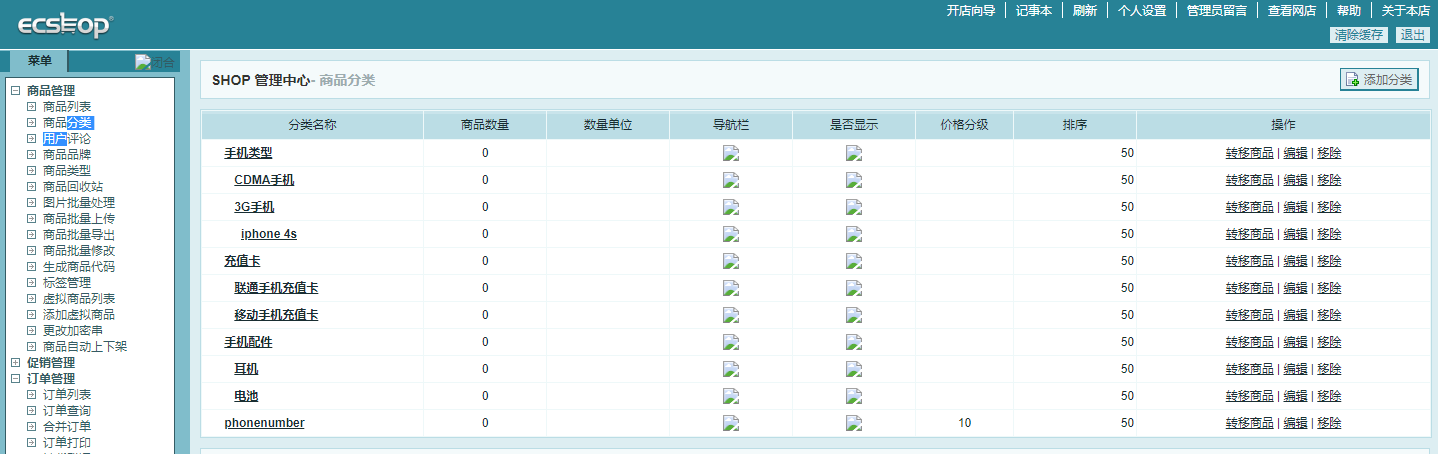 ecshop®
开店向导 记事本 刷新 个人设置 管理员留言 查看网店 帮助 关于本店
清除缓存 退出
菜单 闭合
商品管理
商品列表
商品分类
用户评论
商品品牌
商品类型
商品回收站
图片批量处理
商品批量上传
商品批量导出
商品批量修改
生成商品代码
标签管理
虚拟商品列表
添加虚拟商品
更改加密串
商品自动上下架
促销管理
订单管理
订单列表
订单查询
合并订单
订单打印
SHOP 管理中心- 商品分类 添加分类
分类名称 商品数量 数量单位 导航栏 是否显示 价格分级 排序 操作
手机类型 0 50 转移商品 | 编辑 | 移除
CDMA手机 0 50 转移商品 | 编辑 | 移除
3G手机 0 50 转移商品 | 编辑 | 移除
iphone 4s 0 50 转移商品 | 编辑 | 移除
充值卡 0 50 转移商品 | 编辑 | 移除
联通手机充值卡 0 50 转移商品 | 编辑 | 移除
移动手机充值卡 0 50 转移商品 | 编辑 | 移除
手机配件 0 50 转移商品 | 编辑 | 移除
耳机 0 50 转移商品 | 编辑 | 移除
电池 0 50 转移商品 | 编辑 | 移除
phonenumber 0 10 50 转移商品 | 编辑 | 移除